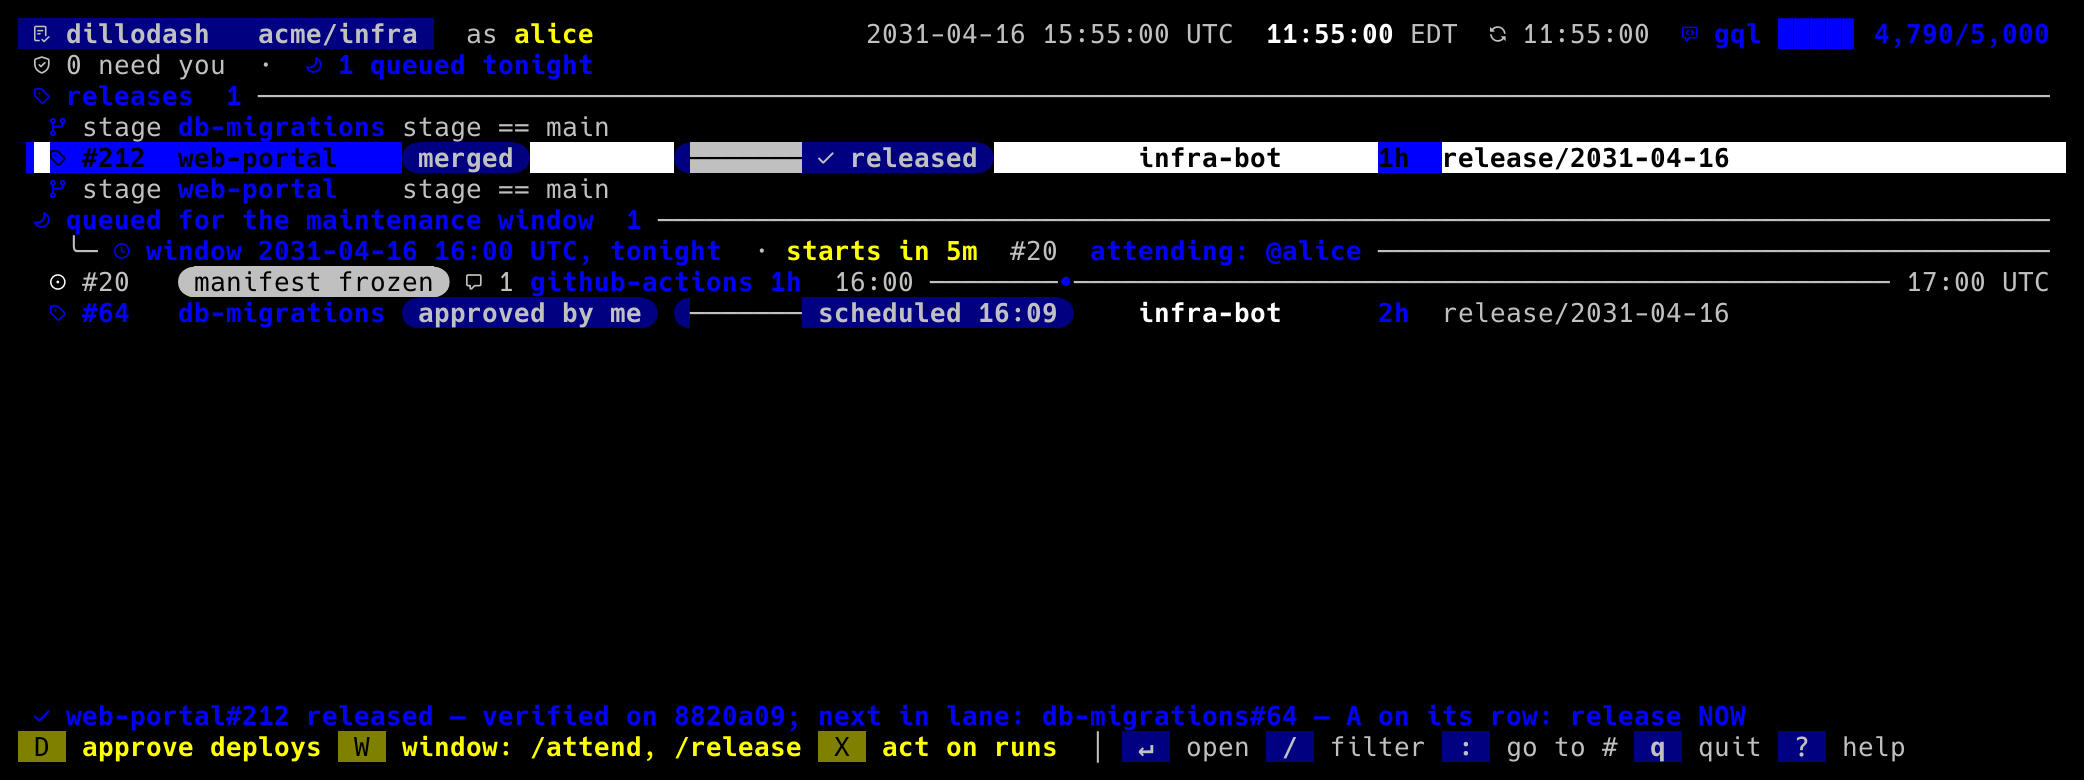 dillodash acme/infra as alice 2031-04-16 15:55:00 UTC 11:55:00 EDT 11:55:00 gql 4,790/5,000
0 need you · 1 queued tonight
releases 1
stage db-migrations stage == main
#212 web-portal merged ✓ released infra-bot 1h release/2031-04-16
stage web-portal stage == main
queued for the maintenance window 1
window 2031-04-16 16:00 UTC, tonight · starts in 5m #20 attending: @alice
#20 manifest frozen 1 github-actions 1h 16:00 17:00 UTC
#64 db-migrations approved by me scheduled 16:09 infra-bot 2h release/2031-04-16
✓ web-portal#212 released — verified on 8820a09; next in lane: db-migrations#64 — A on its row: release NOW
D approve deploys W window: /attend, /release X act on runs │ ↵ open / filter : go to # q quit ? help